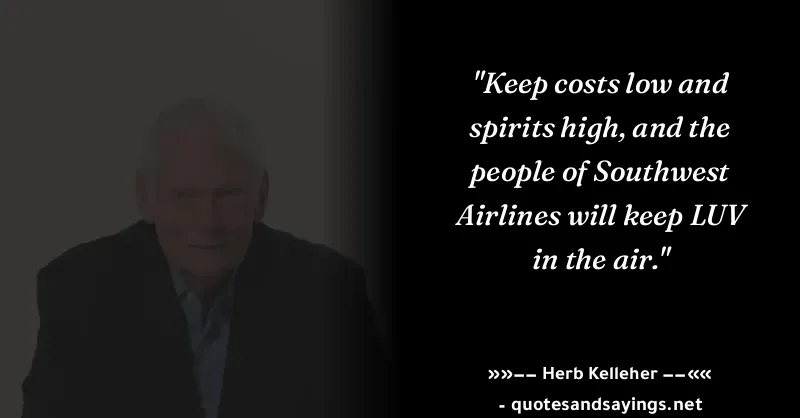 "Keep costs low and
spirits high, and the
people of Southwest
Airlines will keep LUV
in the air."
»»−− Herb Kelleher −−««
- quotesandsayings.net